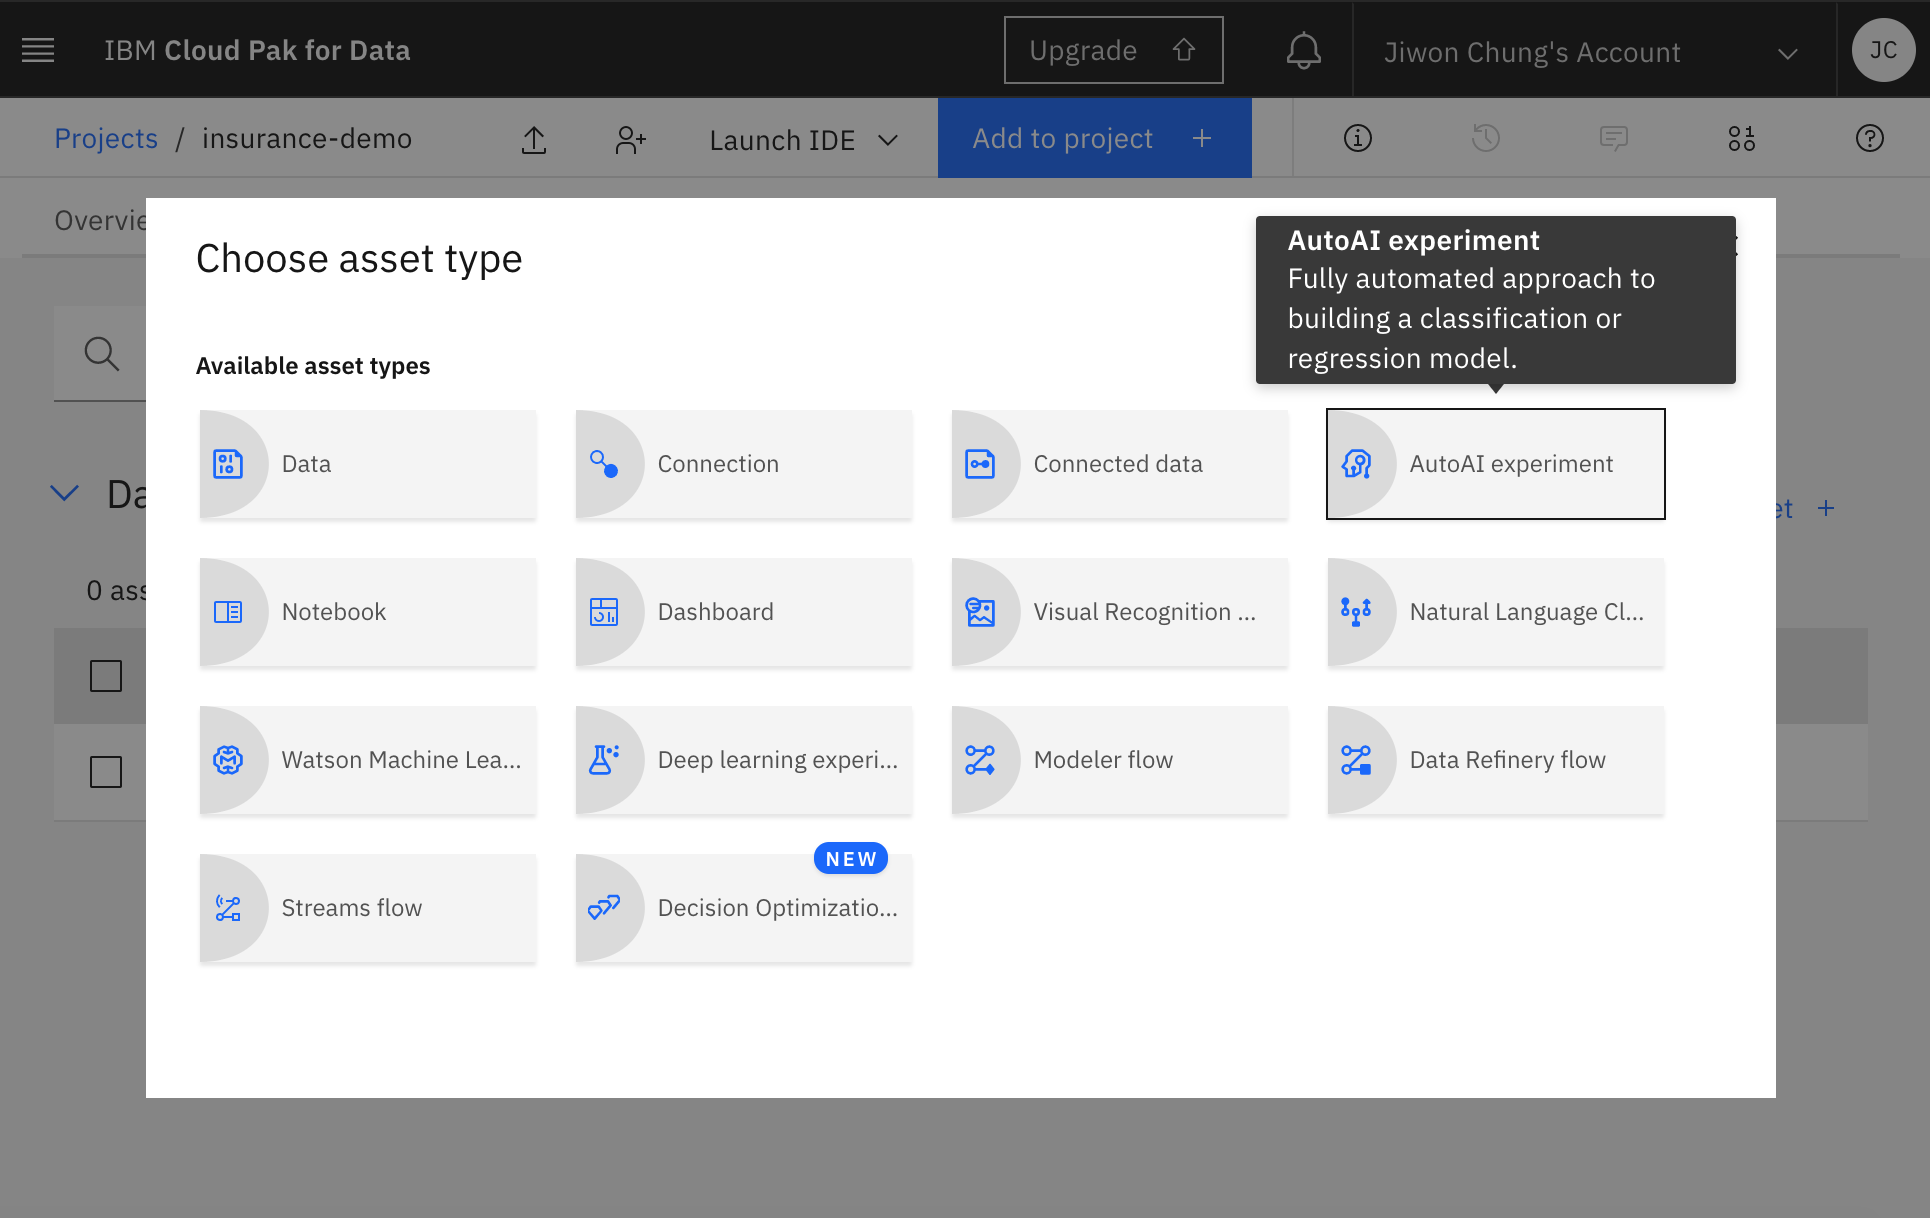 IBM Cloud Pak for Data
Upgrade
Jiwon Chung's Account
JC
Projects / insurance-demo
Launch IDE
Add to project +
Choose asset type
AutoAI experiment
Fully automated approach to
building a classification or
regression model.
Available asset types
Data
Connection
Connected data
AutoAI experiment
Notebook
Dashboard
Visual Recognition ...
Natural Language Cl...
Watson Machine Lea...
Deep learning experi...
Modeler flow
Data Refinery flow
NEW
Streams flow
Decision Optimizatio...
Overvie
Da
et +
0 ass